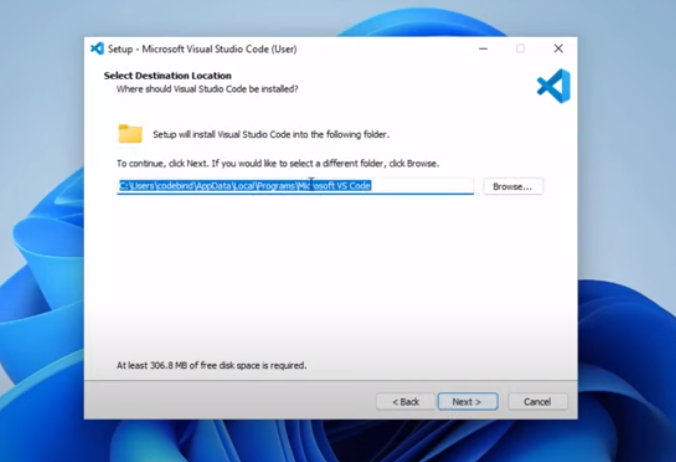 Setup - Microsoft Visual Studio Code (User)
Select Destination Location
Where should Visual Studio Code be installed?
Setup will install Visual Studio Code into the following folder.
To continue, click Next. If you would like to select a different folder, click Browse.
C:\Users\codebind\AppData\Local\Programs\Microsoft VS Code
Browse...
At least 306.8 MB of free disk space is required.
< Back
Next >
Cancel